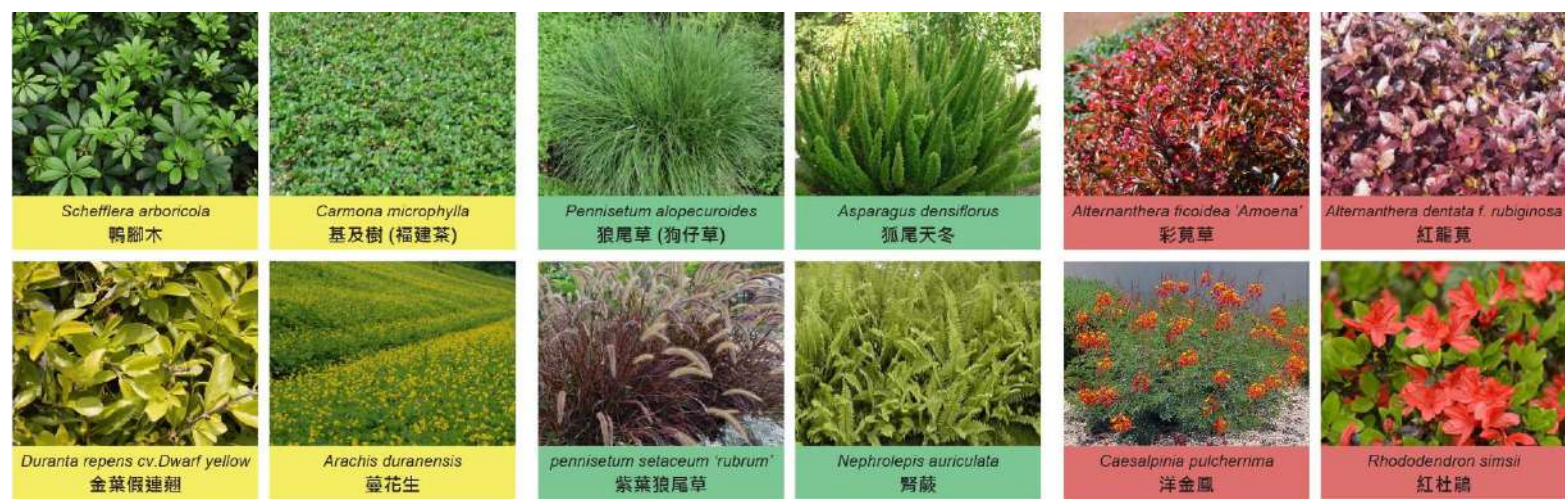 Schefflera arboricola
鴨腳木
Carmona microphylla
基及樹 (福建茶)
Pennisetum alopecuroides
狼尾草 (狗仔草)
Asparagus densiflorus
狐尾天冬
Alternanthera ficoidea 'Amoena'
彩莧草
Alternanthera dentata f. rubiginosa
紅龍莧
Duranta repens cv.Dwarf yellow
金葉假連翹
Arachis duranensis
蔓花生
pennisetum setaceum 'rubrum'
紫葉狼尾草
Nephrolepis auriculata
腎蕨
Caesalpinia pulcherrima
洋金鳳
Rhododendron simsii
紅杜鵑